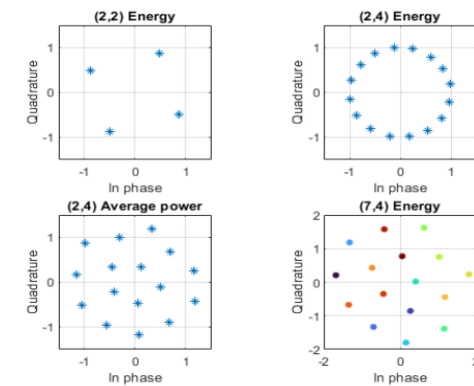 (2,2) Energy
1
0
-1
Quadrature
-1
0
1
In phase
(2,4) Energy
1
0
-1
Quadrature
-1
0
1
In phase
(2,4) Average power
1
0
-1
Quadrature
-1
0
1
In phase
(7,4) Energy
2
1
0
-1
-2
Quadrature
-2
0
2
In phase